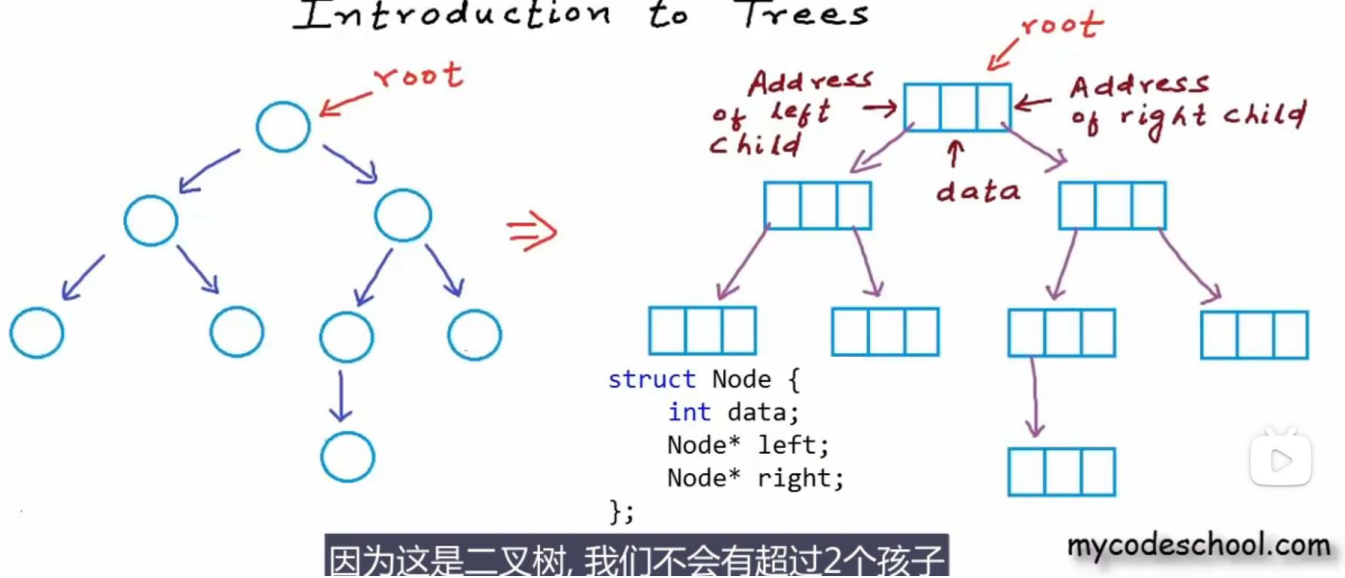 Introduction to Trees
root
root
Address
of left
child
Address
of right child
data
struct Node {
int data;
Node* left;
Node* right;
};
mycodeschool.com
因为这是二叉树, 我们不会有超过2个孩子